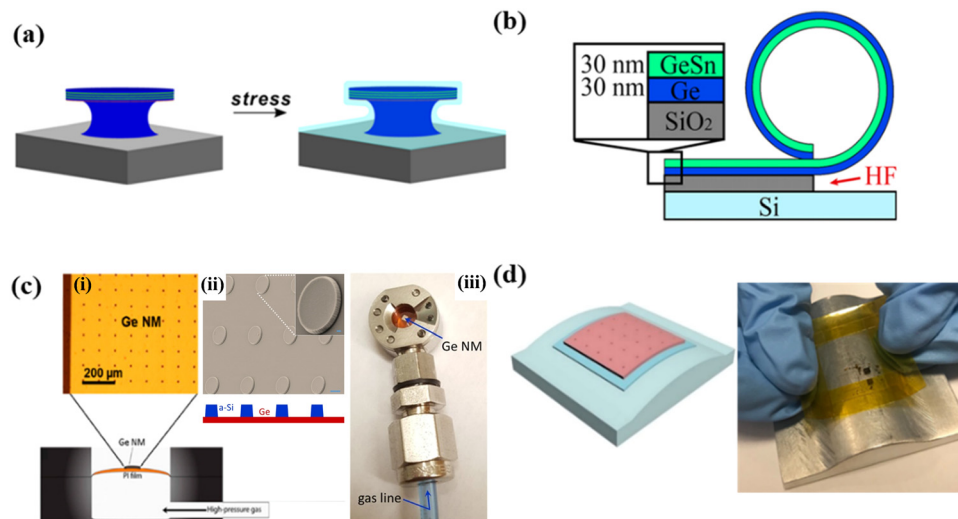 (a)
stress
(b)
30 nm
30 nm
GeSn
Ge
SiO₂
HF
Si
(c)
(i)
Ge NM
200 μm
(ii)
a-Si
Ge
(iii)
Ge NM
gas line
Ge NM
PI film
High-pressure gas
(d)